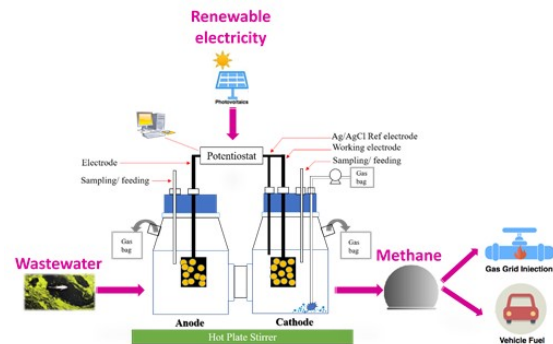 Renewable
electricity
Photovoltaics
Ag/AgCl Ref electrode
Working electrode
Potentiostat
Electrode
Sampling/ feeding
Sampling/ feeding
Gas
bag
Gas
bag
Gas
bag
Wastewater
Methane
Gas Grid Injection
Anode
Cathode
Vehicle Fuel
Hot Plate Stirrer